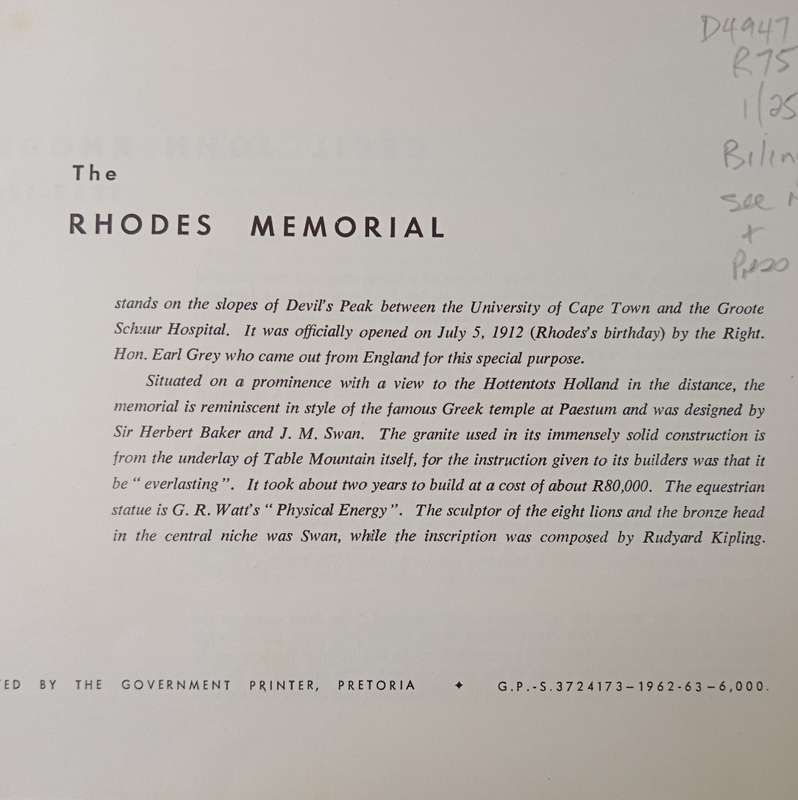 D4947
R75
1/25
The
RHODES MEMORIAL
see
+
stands on the slopes of Devil's Peak between the University of Cape Town and the Groote
Schuur Hospital. It was officially opened on July 5, 1912 (Rhodes's birthday) by the Right.
Hon. Earl Grey who came out from England for this special purpose.
Situated on a prominence with a view to the Hottentots Holland in the distance, the
memorial is reminiscent in style of the famous Greek temple at Paestum and was designed by
Sir Herbert Baker and J. M. Swan. The granite used in its immensely solid construction is
from the underlay of Table Mountain itself, for the instruction given to its builders was that it
be “ everlasting ”. It took about two years to build at a cost of about R80,000. The equestrian
statue is G. R. Watt's “ Physical Energy ”. The sculptor of the eight lions and the bronze head
in the central niche was Swan, while the inscription was composed by Rudyard Kipling.
BY THE GOVERNMENT PRINTER, PRETORIA ✦ G.P.-S.3724173–1962-63–6,000.